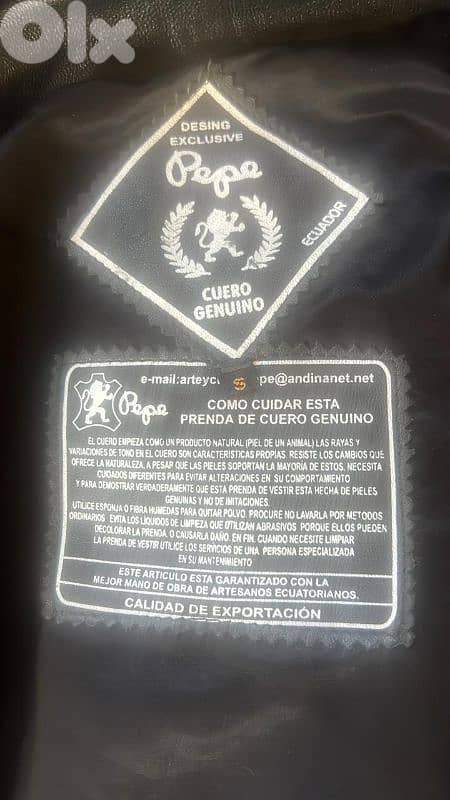 OLX
DESING
EXCLUSIVE
Pepe
ECUADOR
CUERO
GENUINO
e-mail:arteyc pe@andinanet.net
Pepe
COMO CUIDAR ESTA
PRENDA DE CUERO GENUINO
EL CUERO EMPIEZA COMO UN PRODUCTO NATURAL (PIEL DE UN ANIMAL) LAS RAYAS Y
VARIACIONES DE TONO EN EL CUERO SON CARACTERISTICAS PROPIAS. RESISTE LOS CAMBIOS QUE
OFRECE LA NATURALEZA, A PESAR QUE LAS PIELES SOPORTAN LA MAYORÍA DE ESTOS, NECESITA
CUIDADOS DIFERENTES PARA EVITAR ALTERACIONES EN SU COMPORTAMIENTO
Y PARA DEMOSTRAR VERDADERAMENTE QUE ESTA PRENDA DE VESTIR ESTA HECHA DE PIELES
GENUINAS Y NO DE IMITACIONES.
UTILICE ESPONJA O FIBRA HUMEDAS PARA QUITAR POLVO. PROCURE NO LAVARLA POR METODOS
ORDINARIOS EVITA LOS LÍQUIDOS DE LIMPIEZA QUE UTILIZAN ABRASIVOS PORQUE ELLOS PUEDEN
DECOLORAR LA PRENDA, O CAUSARLA DAÑO. EN FIN. CUANDO NECESITE LIMPIAR
LA PRENDA DE VESTIR UTILICE LOS SERVICIOS DE UNA PERSONA ESPECIALIZADA
EN SU MANTENIMIENTO
ESTE ARTICULO ESTA GARANTIZADO CON LA
MEJOR MANO DE OBRA DE ARTESANOS ECUATORIANOS.
CALIDAD DE EXPORTACIÓN